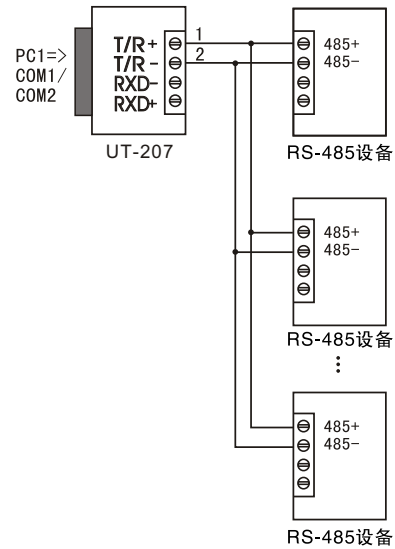 PC1=>
COM1/
COM2
T/R+
T/R-
RXD-
RXD+
1
2
UT-207
485+
485-
RS-485设备
485+
485-
RS-485设备
485+
485-
RS-485设备